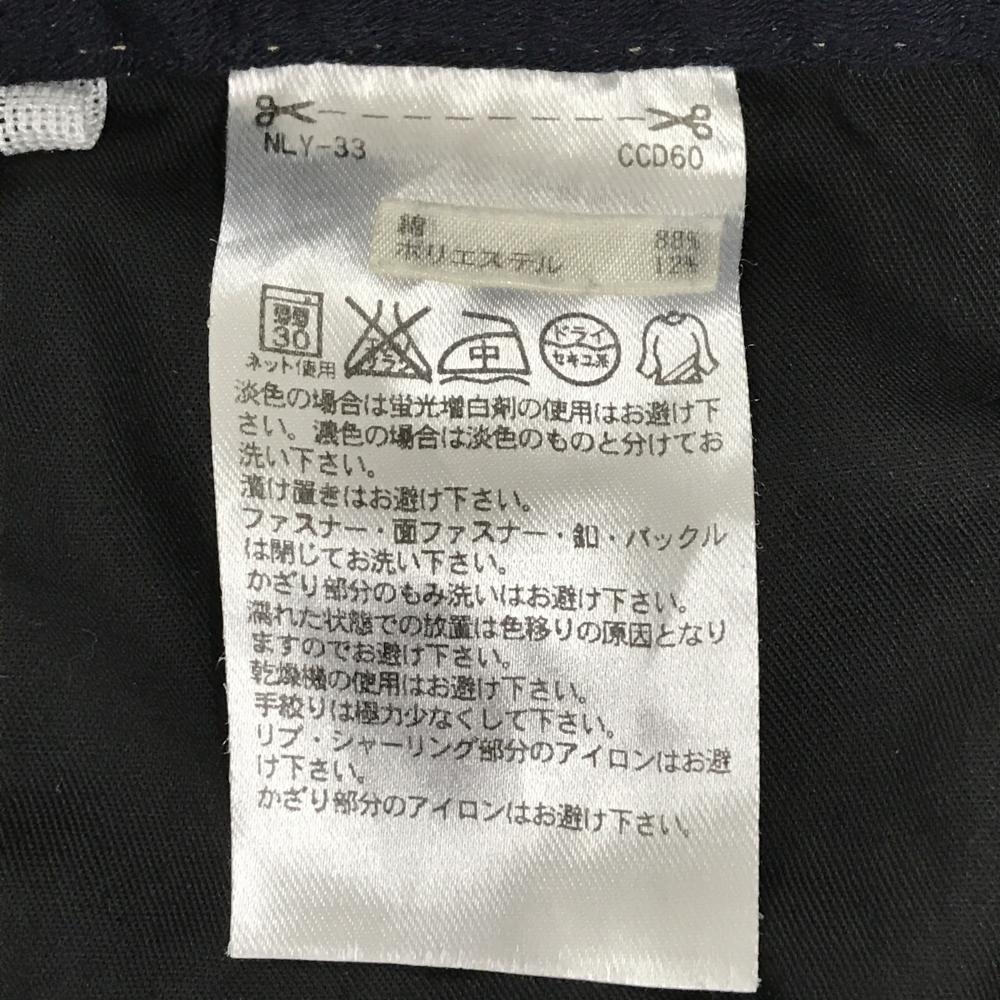 NLY-33 CCD60
綿 88%
ポリエステル 12%
弱 30 エンソ サラシ 中 ドライ セキユ系
ネット使用
淡色の場合は蛍光増白剤の使用はお避け下
さい。濃色の場合は淡色のものと分けてお
洗い下さい。
漬け置きはお避け下さい。
ファスナー・面ファスナー・釦・バックル
は閉じてお洗い下さい。
かざり部分のもみ洗いはお避け下さい。
濡れた状態での放置は色移りの原因となり
ますのでお避け下さい。
乾燥機の使用はお避け下さい。
手絞りは極力少なくして下さい。
リブ・シャーリング部分のアイロンはお避
け下さい。
かざり部分のアイロンはお避け下さい。